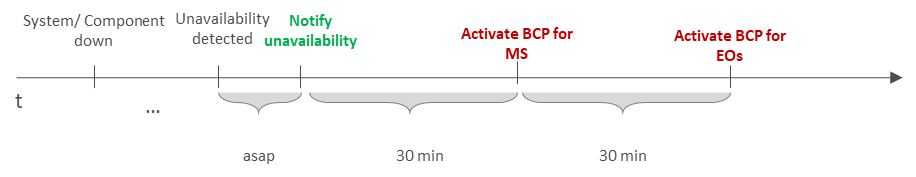 System/ Component
down
Unavailability
detected
Notify
unavailability
Activate BCP for
MS
Activate BCP for
EOs
t
...
asap
30 min
30 min